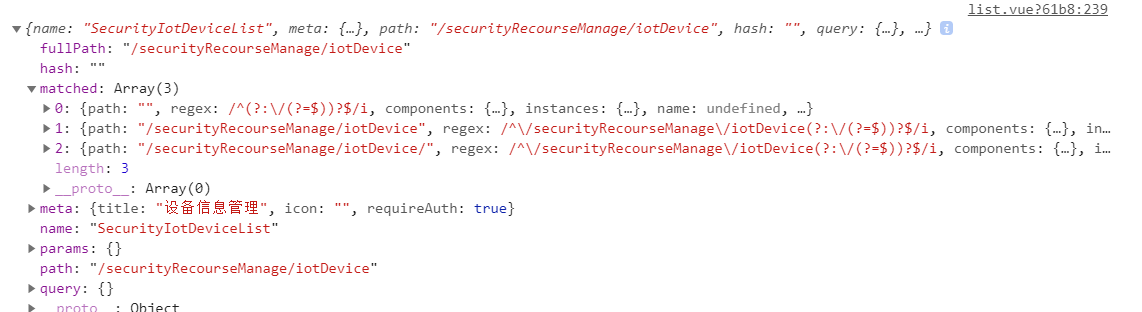 list.vue?61b8:239
{name: "SecurityIotDeviceList", meta: {…}, path: "/securityRecourseManage/iotDevice", hash: "", query: {…}, …}
fullPath: "/securityRecourseManage/iotDevice"
hash: ""
matched: Array(3)
0: {path: "", regex: /^(?:\/(?=$))?$/i, components: {…}, instances: {…}, name: undefined, …}
1: {path: "/securityRecourseManage/iotDevice", regex: /^\/securityRecourseManage\/iotDevice(?:\/(?=$))?$/i, components: {…}, in…
2: {path: "/securityRecourseManage/iotDevice/", regex: /^\/securityRecourseManage\/iotDevice(?:\/(?=$))?$/i, components: {…}, i…
length: 3
__proto__: Array(0)
meta: {title: "设备信息管理", icon: "", requireAuth: true}
name: "SecurityIotDeviceList"
params: {}
path: "/securityRecourseManage/iotDevice"
query: {}
__proto__: Object